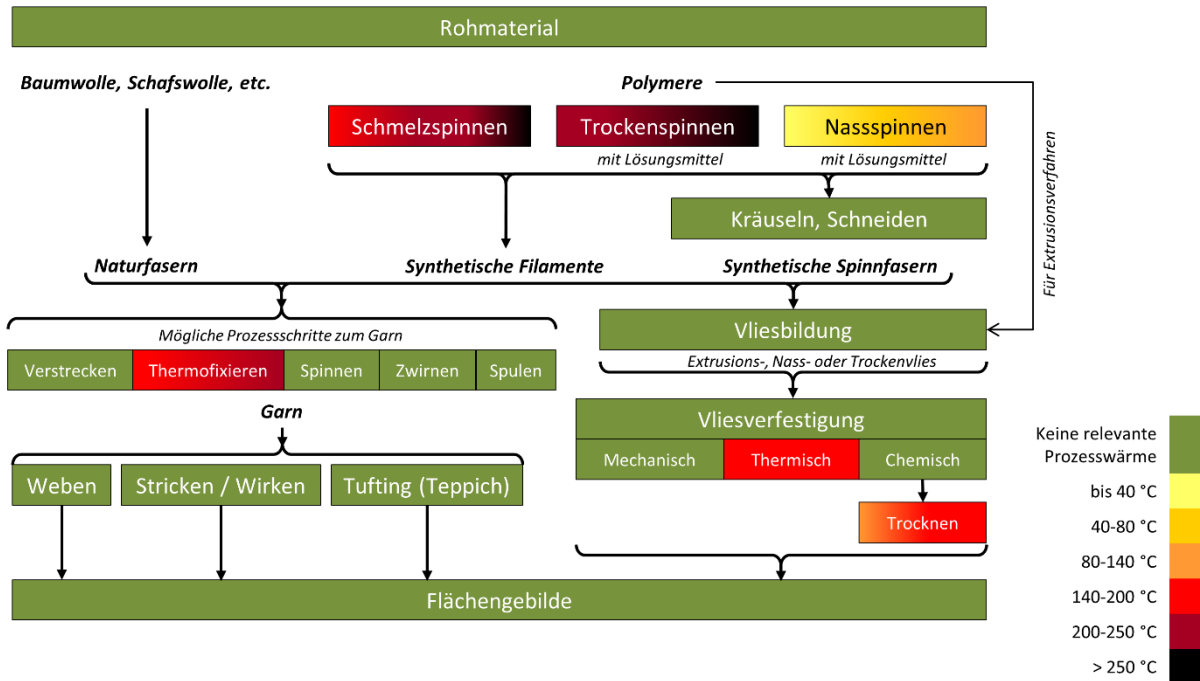 Rohmaterial
Baumwolle, Schafswolle, etc.
Polymere
Schmelzspinnen
Trockenspinnen
Nassspinnen
mit Lösungsmittel
mit Lösungsmittel
Kräuseln, Schneiden
Für Extrusionsverfahren
Naturfasern
Synthetische Filamente
Synthetische Spinnfasern
Mögliche Prozessschritte zum Garn
Verstrecken
Thermofixieren
Spinnen
Zwirnen
Spulen
Vliesbildung
Extrusions-, Nass- oder Trockenvlies
Garn
Weben
Stricken / Wirken
Tufting (Teppich)
Vliesverfestigung
Mechanisch
Thermisch
Chemisch
Trocknen
Flächengebilde
Keine relevante
Prozesswärme
bis 40 °C
40-80 °C
80-140 °C
140-200 °C
200-250 °C
> 250 °C